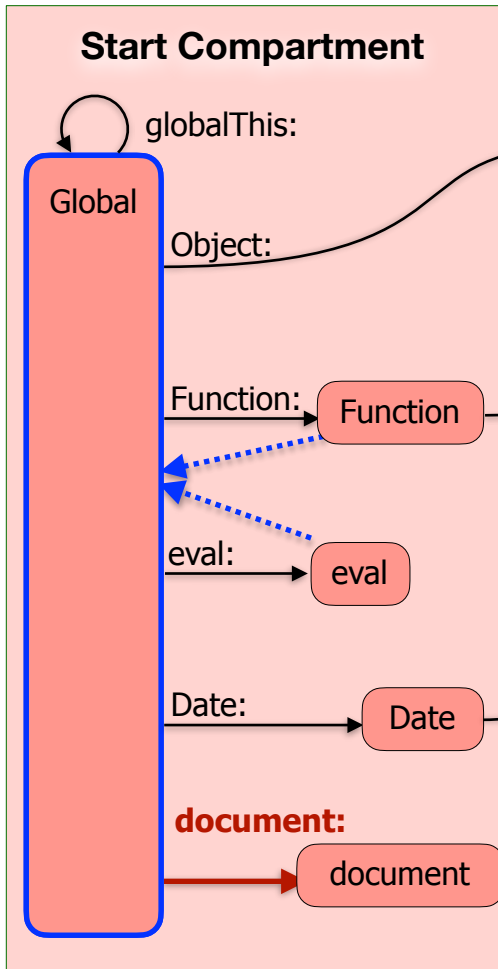 Start Compartment
globalThis:
Global
Object:
Function:
Function
eval:
eval
Date:
Date
document:
document